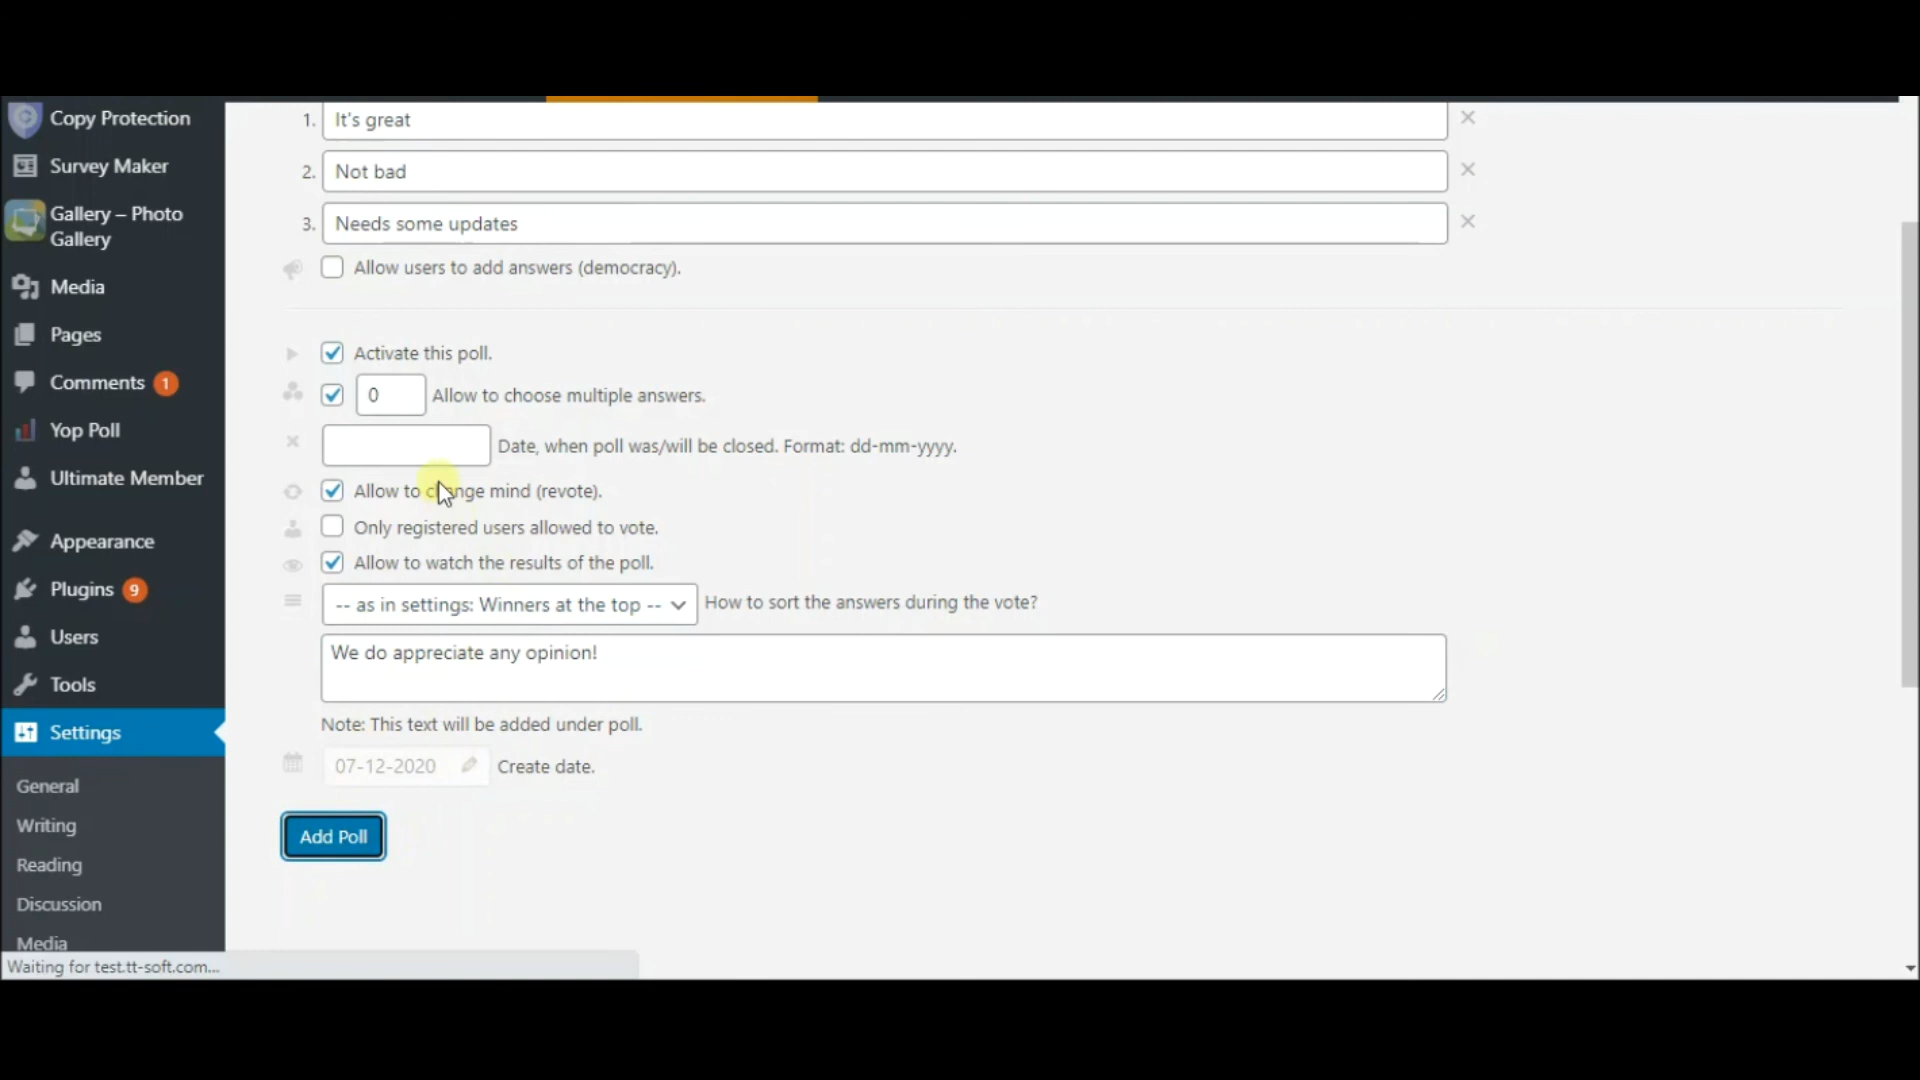 Copy Protection
Survey Maker
Gallery – Photo
Gallery
Media
Pages
Comments 1
Yop Poll
Ultimate Member
Appearance
Plugins 9
Users
Tools
Settings
General
Writing
Reading
Discussion
Media
Waiting for test.tt-soft.com...
1. It's great
2. Not bad
3. Needs some updates
Allow users to add answers (democracy).
Activate this poll.
0 Allow to choose multiple answers.
Date, when poll was/will be closed. Format: dd-mm-yyyy.
Allow to change mind (revote).
Only registered users allowed to vote.
Allow to watch the results of the poll.
-- as in settings: Winners at the top -- How to sort the answers during the vote?
We do appreciate any opinion!
Note: This text will be added under poll.
07-12-2020 Create date.
Add Poll